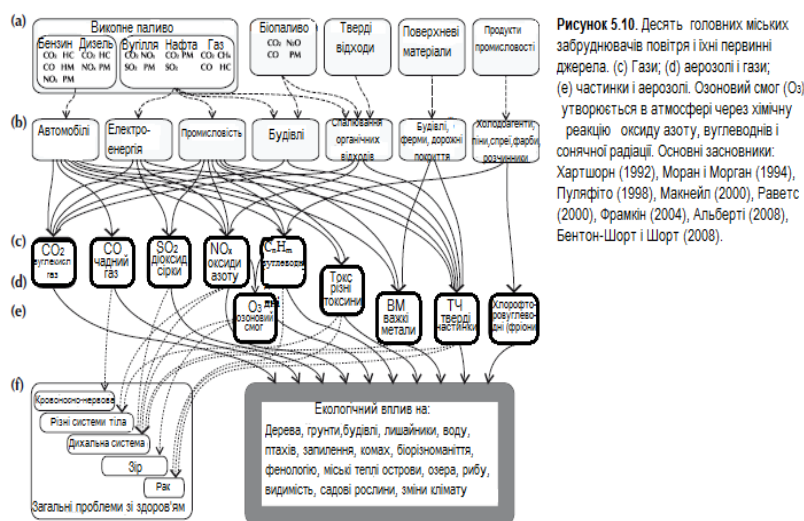 (a)
Викопне паливо
Бензин Дизель Вугілля Нафта Газ
CO₂ HC CO₂ HC CO₂ NOₓ CO₂ PM CO₂ CH₄
CO HM NOₓ PM SO₂ PM SO₂ CO HC
NOₓ PM
Біопаливо
CO₂ N₂O
CO PM
Тверді
відходи
Поверхневі
матеріали
Продукти
промисловості
(b)
Автомобілі
Електро-
енергія
Промисловість
Будівлі
Спалювання
органічних
відходів
Будівлі,
ферми, дорожні
покриття
Холодоагенти,
піни,спреї,фарби,
розчинники
(c)
CO₂
вуглекисл
газ
CO
чадний
газ
SO₂
діоксид
сірки
NOₓ
оксиди
азоту
CₙHₘ
вуглеводн
дні
(d)
Токс
різні
токсини
(e)
O₃
озоновий
смог
ВМ
важкі
метали
ТЧ
тверді
частинки
Хлорофто-
ровуглево-
дні (фріони
(f)
Кровоносно-нервова
Різні системи тіла
Дихальна система
Зір
Рак
Загальні проблеми зі здоров'ям
Екологічний вплив на:
Дерева, ґрунти,будівлі, лишайники, воду,
птахів, запилення, комах, біорізноманіття,
фенологію, міські теплі острови, озера, рибу,
видимість, садові рослини, зміни клімату
Рисунок 5.10. Десять головних міських
забруднювачів повітря і їхні первинні
джерела. (c) Гази; (d) аерозолі і гази;
(e) частинки і аерозолі. Озоновий смог (O₃)
утворюється в атмосфері через хімічну
реакцію оксиду азоту, вуглеводнів і
сонячної радіації. Основні засновники:
Хартшорн (1992), Моран і Морган (1994),
Пуляфіто (1998), Макнейл (2000), Раветс
(2000), Фрамкін (2004), Альберті (2008),
Бентон-Шорт і Шорт (2008).